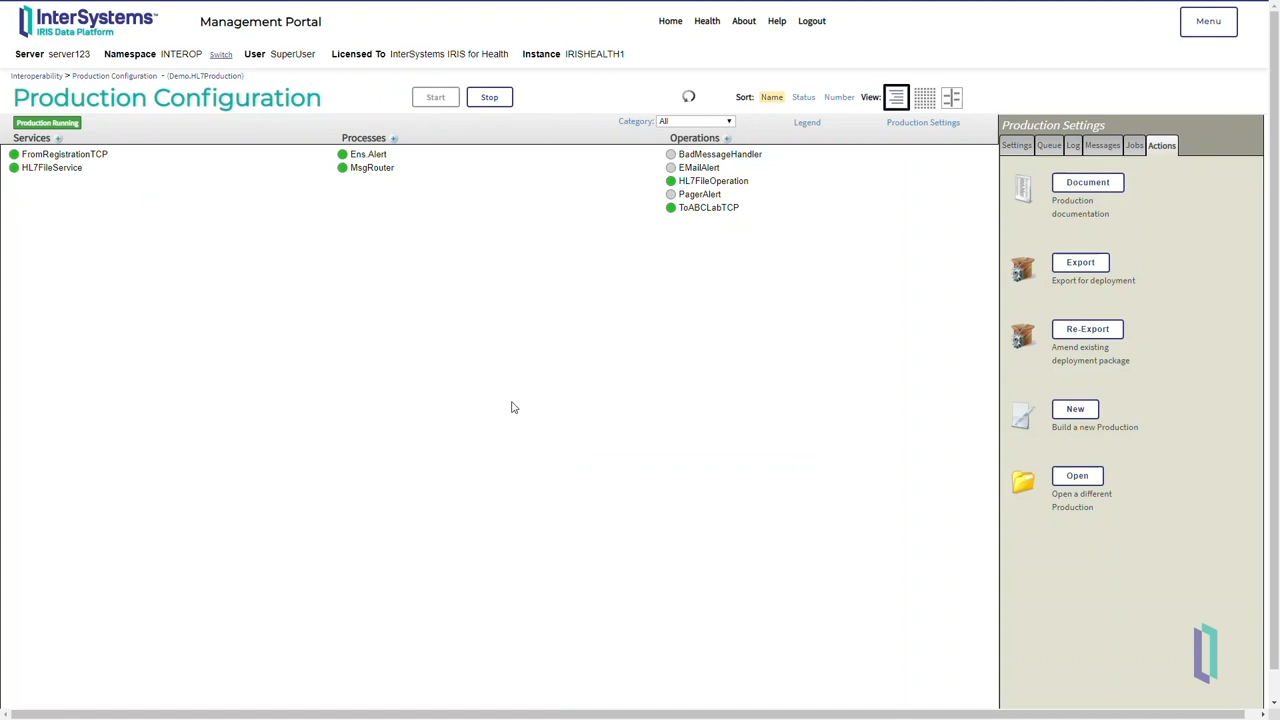 InterSystems™
IRIS Data Platform
Management Portal
Home Health About Help Logout
Menu
Server server123 Namespace INTEROP Switch User SuperUser Licensed To InterSystems IRIS for Health Instance IRISHEALTH1
Interoperability > Production Configuration - (Demo.HL7Production)
Production Configuration
Start Stop
Sort: Name Status Number View:
Production Running
Category: All Legend Production Settings
Services Processes Operations
FromRegistrationTCP
HL7FileService
Ens.Alert
MsgRouter
BadMessageHandler
EMailAlert
HL7FileOperation
PagerAlert
ToABCLabTCP
Production Settings
Settings Queue Log Messages Jobs Actions
Document
Production
documentation
Export
Export for deployment
Re-Export
Amend existing
deployment package
New
Build a new Production
Open
Open a different
Production